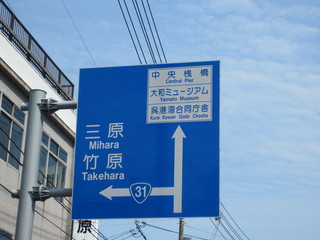 中央桟橋
Central Pier
大和ミュージアム
Yamato Museum
呉港湾合同庁舎
Kure Kowan Godo Chosha
三原
Mihara
竹原
Takehara
31
原